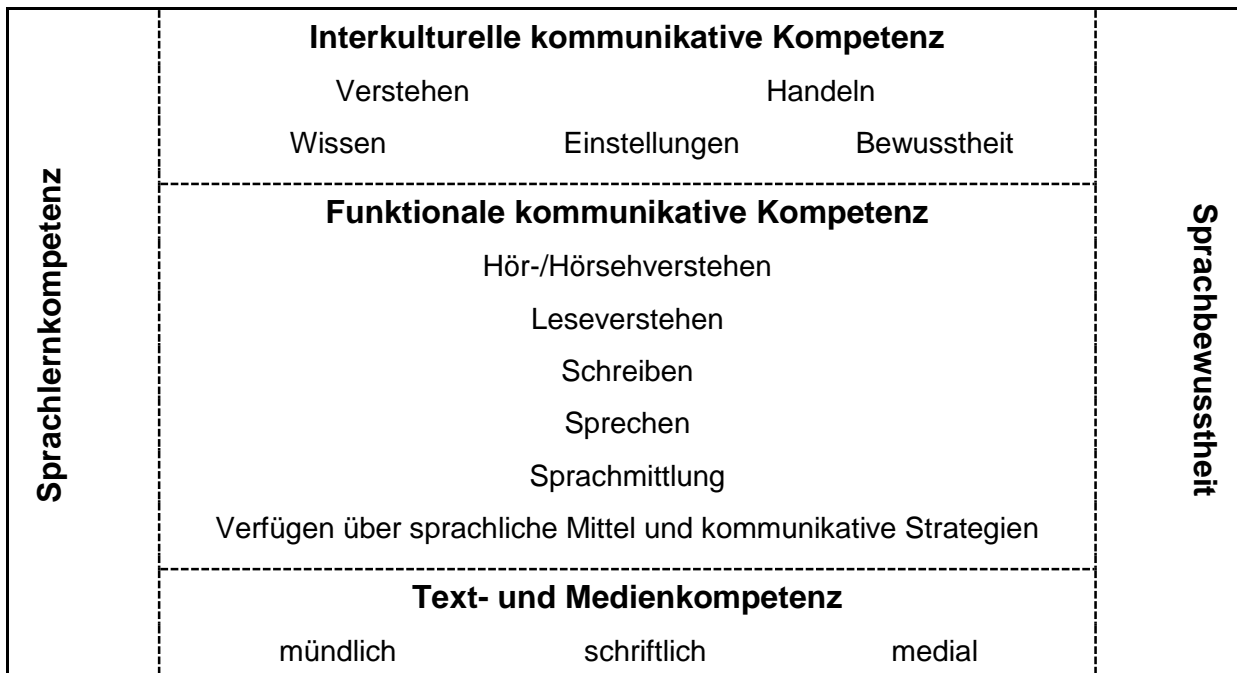 Sprachlernkompetenz
Interkulturelle kommunikative Kompetenz
Verstehen Handeln
Wissen Einstellungen Bewusstheit
Funktionale kommunikative Kompetenz
Hör-/Hörsehverstehen
Leseverstehen
Schreiben
Sprechen
Sprachmittlung
Verfügen über sprachliche Mittel und kommunikative Strategien
Text- und Medienkompetenz
mündlich schriftlich medial
Sprachbewusstheit